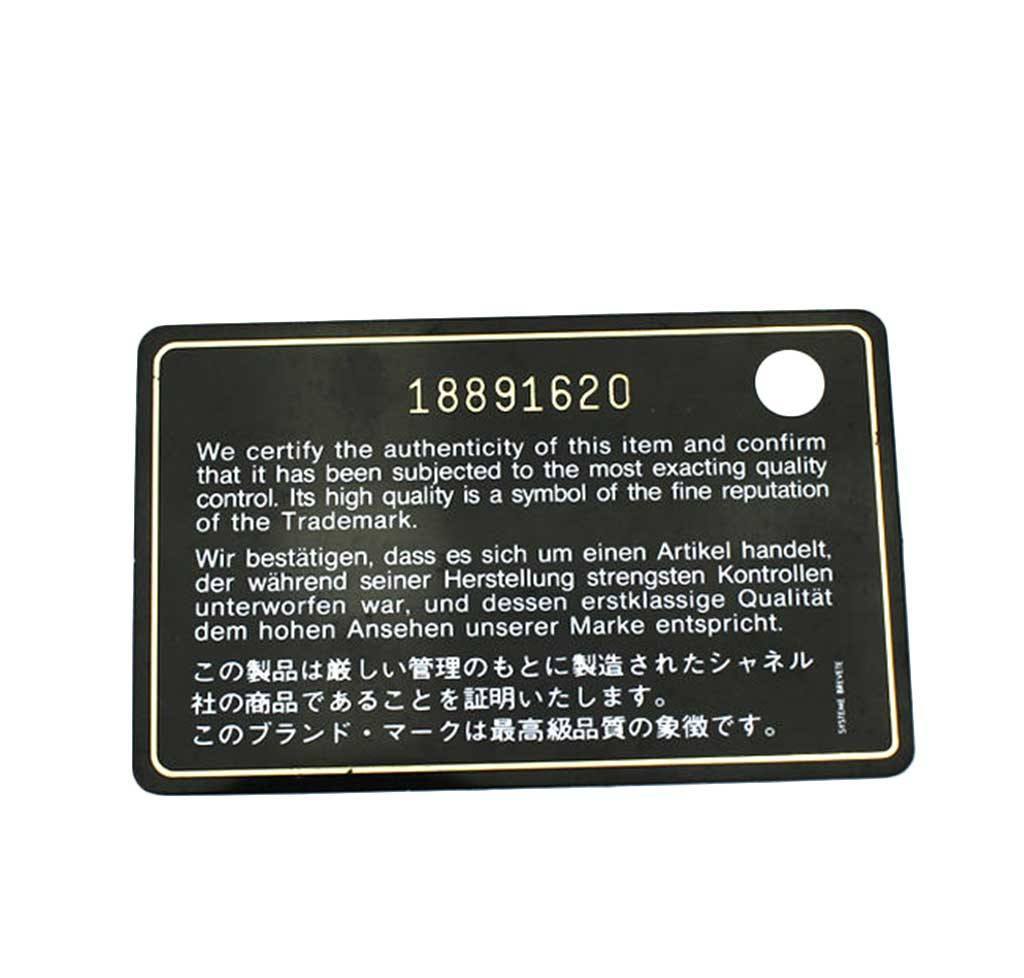 18891620
We certify the authenticity of this item and confirm
that it has been subjected to the most exacting quality
control. Its high quality is a symbol of the fine reputation
of the Trademark.
Wir bestätigen, dass es sich um einen Artikel handelt,
der während seiner Herstellung strengsten Kontrollen
unterworfen war, und dessen erstklassige Qualität
dem hohen Ansehen unserer Marke entspricht.
この製品は厳しい管理のもとに製造されたシャネル
社の商品であることを証明いたします。
このブランド・マークは最高級品質の象徴です。
SYSTEME BREVETE